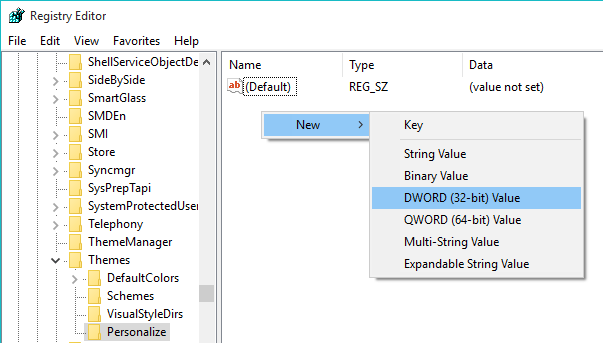 Registry Editor
File Edit View Favorites Help
ShellServiceObjectDe
SideBySide
SmartGlass
SMDEn
SMI
Store
Syncmgr
SysPrepTapi
SystemProtectedUser
Telephony
ThemeManager
Themes
DefaultColors
Schemes
VisualStyleDirs
Personalize
Name Type Data
ab (Default) REG_SZ (value not set)
New
Key
String Value
Binary Value
DWORD (32-bit) Value
QWORD (64-bit) Value
Multi-String Value
Expandable String Value